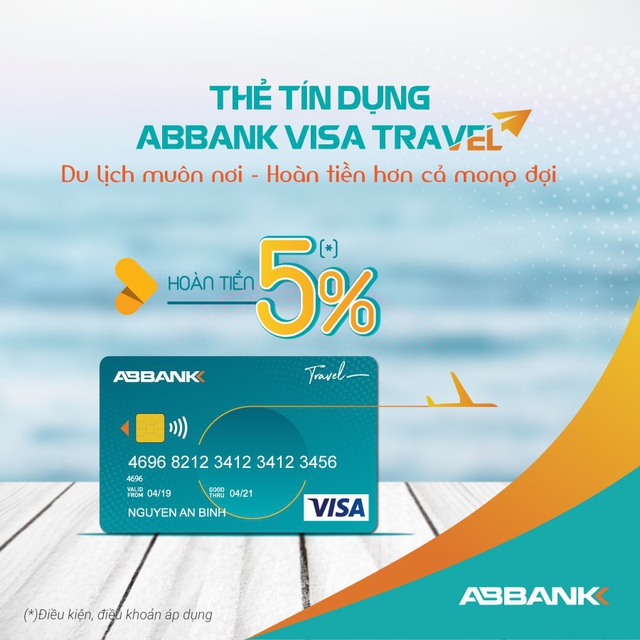 THẺ TÍN DỤNG
ABBANK VISA TRAVEL
Du lịch muôn nơi - Hoàn tiền hơn cả mong đợi
HOÀN TIỀN 5% (*)
ABBANK Travel
4696 8212 3412 3412 3456
4696
VALID FROM 04/19 GOOD THRU 04/21
NGUYEN AN BINH VISA
ABBANK
(*)Điều kiện, điều khoản áp dụng